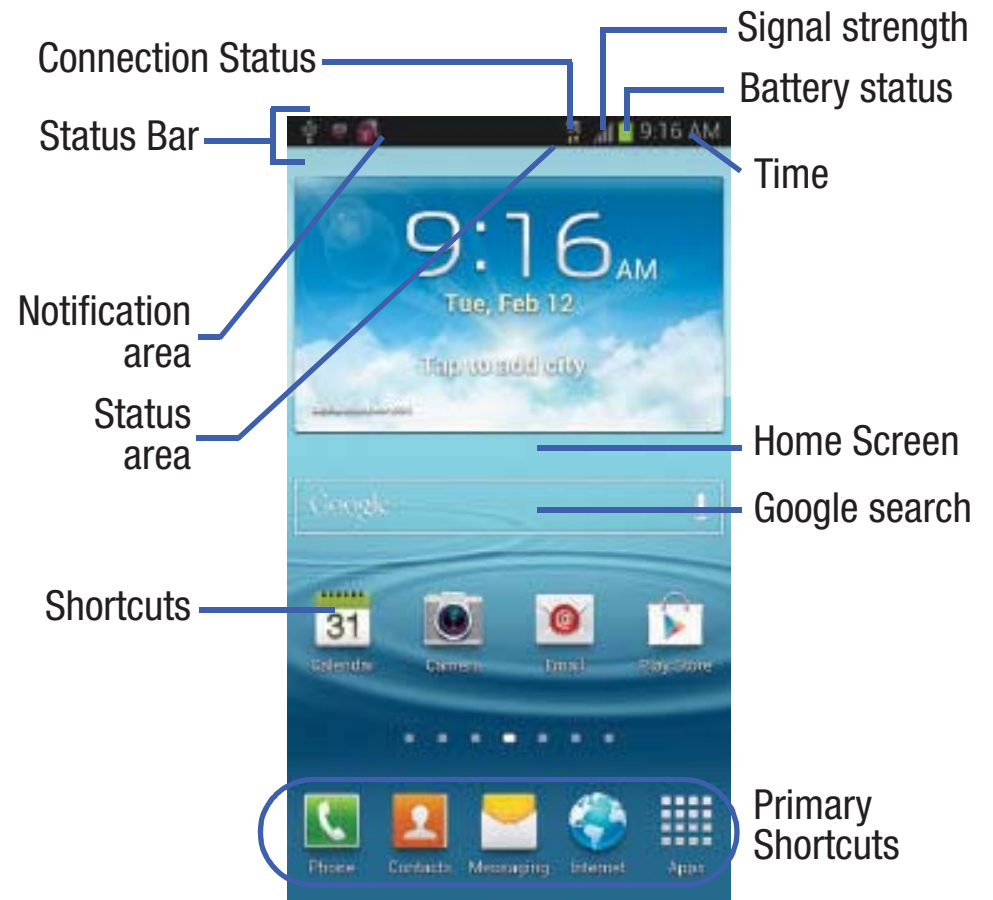 Signal strength
Connection Status
Battery status
Status Bar
9:16 AM
Time
9:16 AM
Tue, Feb 12
Notification
area
Tap to add city
Status
area
Home Screen
Google
Google search
Shortcuts
31
Calendar
Camera
Email
Play Store
Primary
Shortcuts
Phone
Contacts
Messaging
Internet
Apps